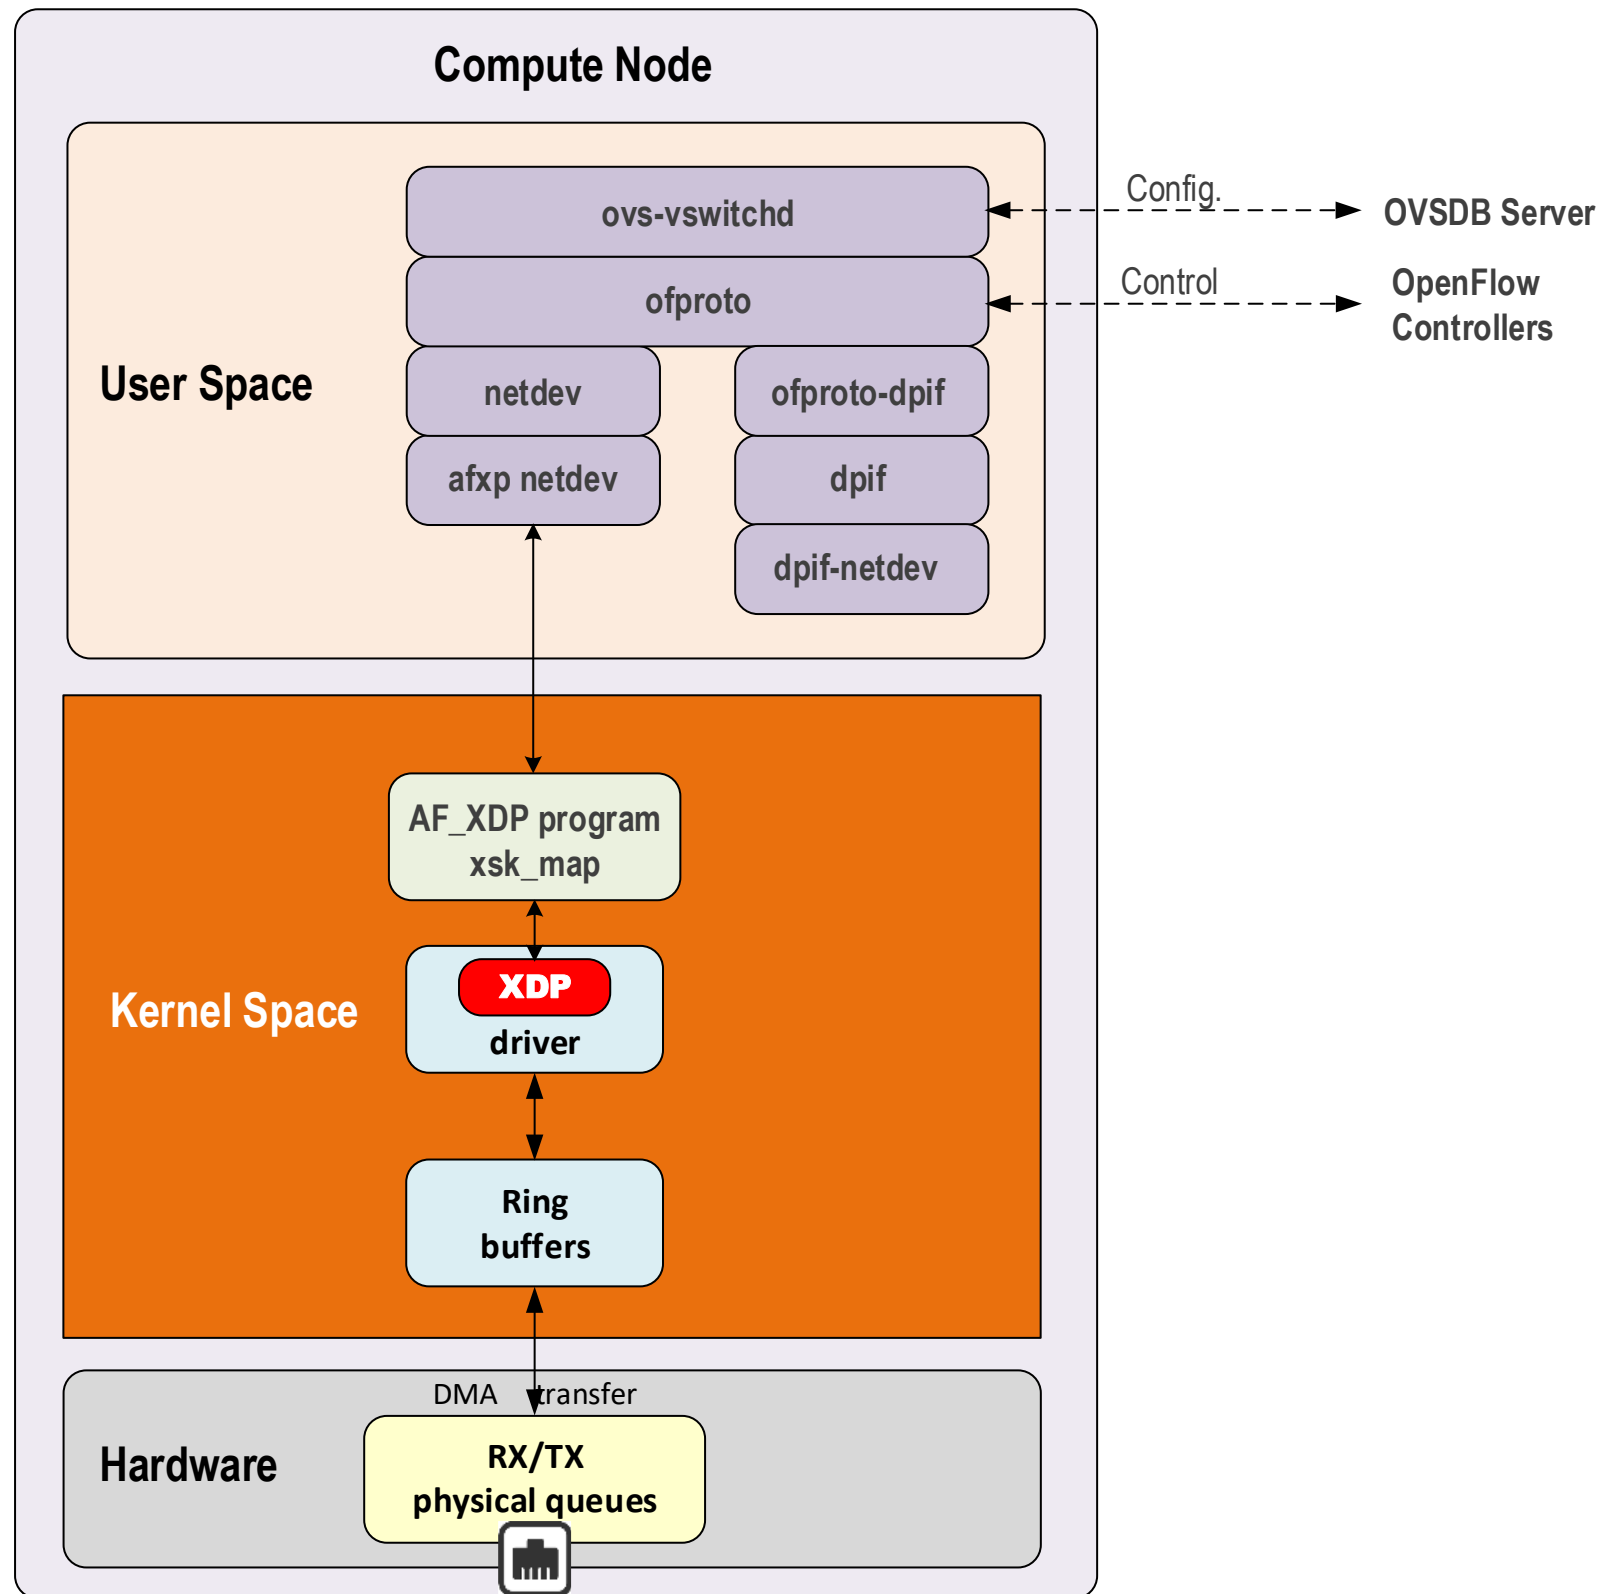 Compute Node
ovs-vswitchd
Config.
OVSDB Server
ofproto
Control
OpenFlow
Controllers
User Space
netdev
ofproto-dpif
afxp netdev
dpif
dpif-netdev
AF_XDP program
xsk_map
Kernel Space
XDP
driver
Ring
buffers
DMA transfer
Hardware
RX/TX
physical queues